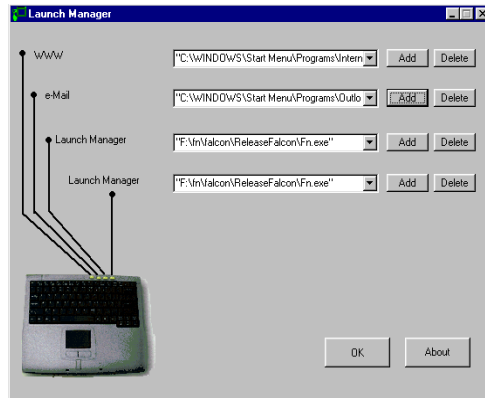 Launch Manager
WWW "C:\WINDOWS\Start Menu\Programs\Intern Add Delete
e-Mail "C:\WINDOWS\Start Menu\Programs\Outlo Add Delete
Launch Manager "F:\fn\falcon\ReleaseFalcon\Fn.exe" Add Delete
Launch Manager "F:\fn\falcon\ReleaseFalcon\Fn.exe" Add Delete
OK About